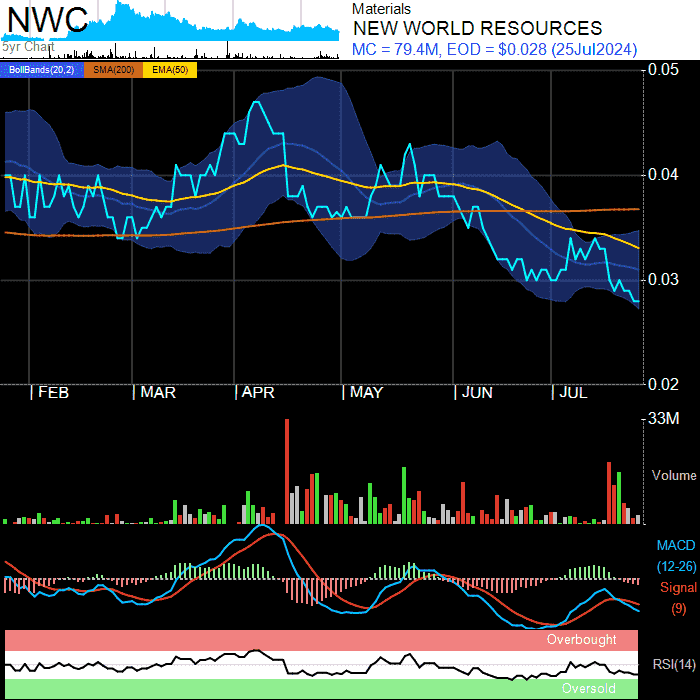 NWC
5yr Chart
Materials
NEW WORLD RESOURCES
MC = 79.4M, EOD = $0.028 (25Jul2024)
BollBands(20,2) SMA(200) EMA(50)
0.05
0.04
0.03
0.02
FEB MAR APR MAY JUN JUL
33M
Volume
MACD
(12-26)
Signal
(9)
Overbought
RSI(14)
Oversold